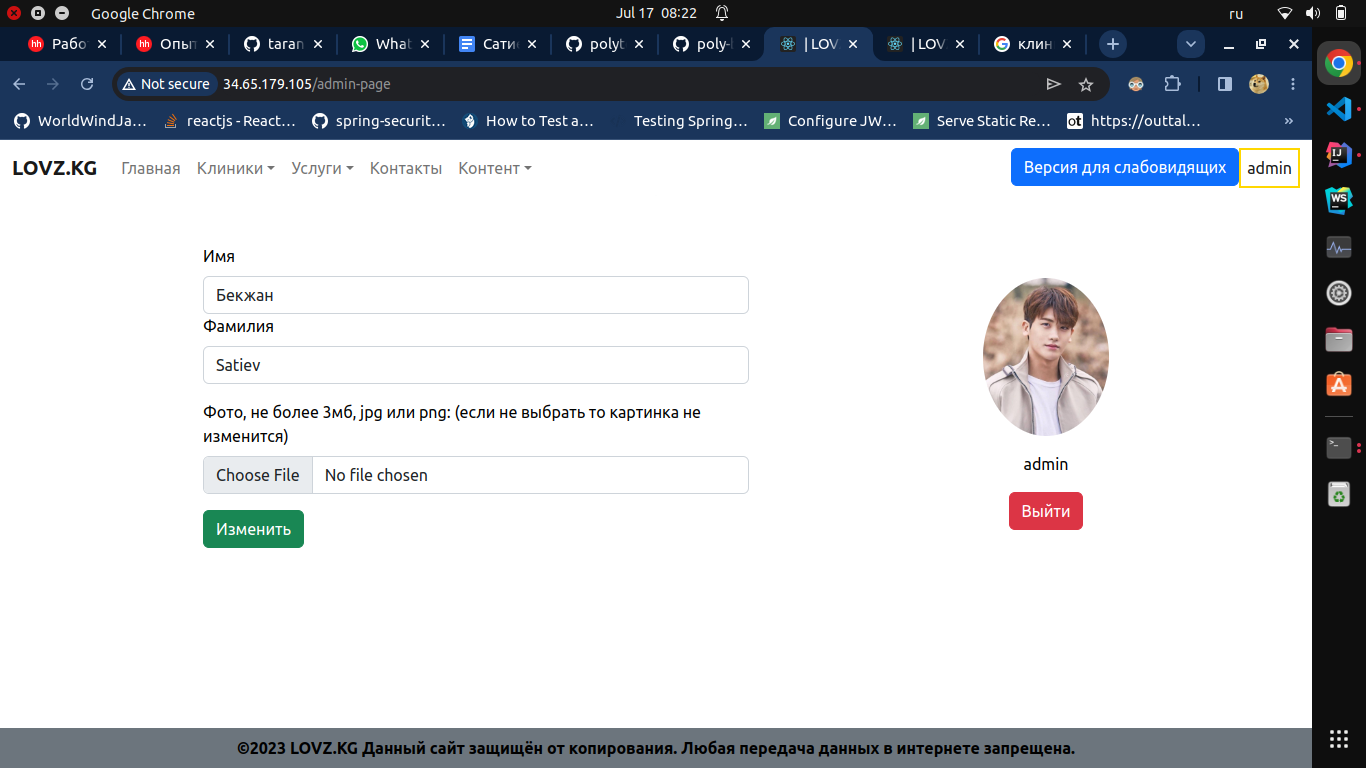 Google Chrome
Jul 17 08:22
ru
Рабо
Опы
taran
What
Сати
polyt
poly-
| LOV
| LOV
клин
Not secure
34.65.179.105/admin-page
WorldWindJa...
reactjs - React...
spring-securit...
How to Test a...
Testing Spring...
Configure JW...
Serve Static Re...
https://outtal...
»
LOVZ.KG
Главная
Клиники
Услуги
Контакты
Контент
Версия для слабовидящих
admin
Имя
Бекжан
Фамилия
Satiev
Фото, не более 3мб, jpg или png: (если не выбрать то картинка не
изменится)
Choose File
No file chosen
Изменить
admin
Выйти
©2023 LOVZ.KG Данный сайт защищён от копирования. Любая передача данных в интернете запрещена.